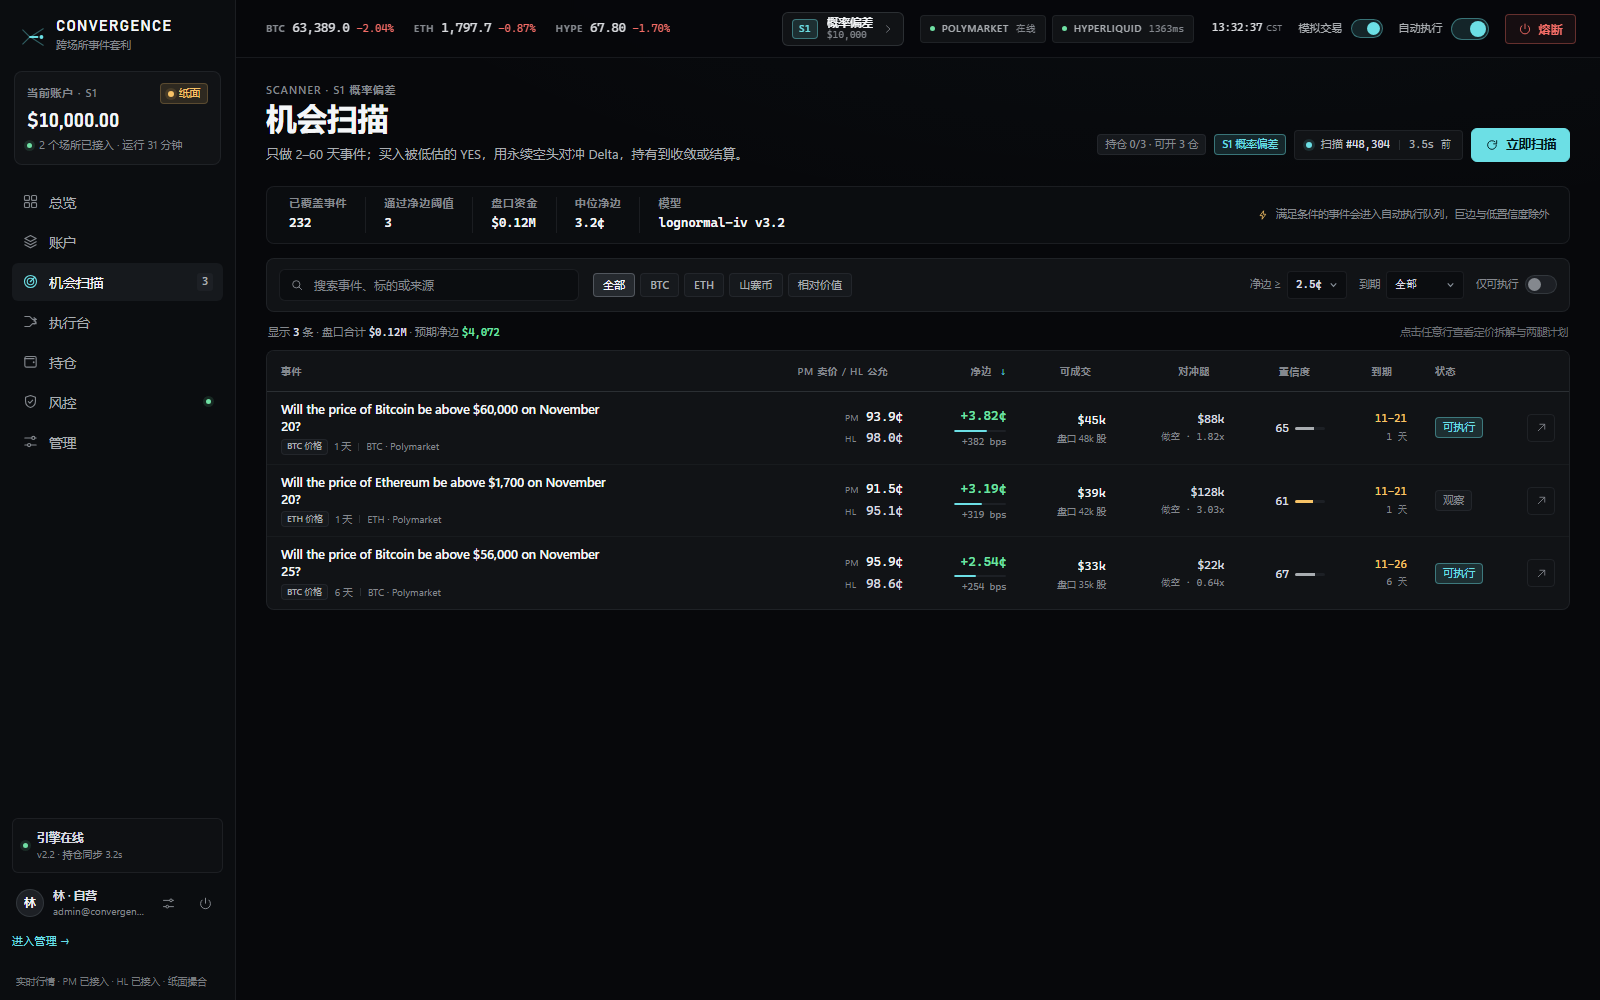 CONVERGENCE
跨场所事件套利
当前账户 · S1
纸面
$10,000.00
2 个场所已接入 · 运行 31 分钟
总览
账户
机会扫描
3
执行台
持仓
风控
管理
引擎在线
v2.2 · 持仓同步 3.2s
林
林 · 自营
admin@convergen...
进入管理 →
实时行情 · PM 已接入 · HL 已接入 · 纸面撮合
BTC 63,389.0 -2.04%
ETH 1,797.7 -0.87%
HYPE 67.80 -1.70%
S1
概率偏差
$10,000
POLYMARKET 在线
HYPERLIQUID 1363ms
13:32:37 CST
模拟交易
自动执行
熔断
SCANNER · S1 概率偏差
机会扫描
只做 2–60 天事件；买入被低估的 YES，用永续空头对冲 Delta，持有到收敛或结算。
持仓 0/3 · 可开 3 仓
S1 概率偏差
扫描 #48,304 | 3.5s 前
立即扫描
已覆盖事件
232
通过净边阈值
3
盘口资金
$0.12M
中位净边
3.2¢
模型
lognormal-iv v3.2
满足条件的事件会进入自动执行队列，巨边与低置信度除外
搜索事件、标的或来源
全部
BTC
ETH
山寨币
相对价值
净边 ≥
2.5¢
到期
全部
仅可执行
显示 3 条 · 盘口合计 $0.12M · 预期净边 $4,072
点击任意行查看定价拆解与两腿计划
事件
PM 卖价 / HL 公允
净边 ↓
可成交
对冲腿
置信度
到期
状态
Will the price of Bitcoin be above $60,000 on November
20?
BTC 价格 1 天 | BTC · Polymarket
PM 93.9¢
HL 98.0¢
+3.82¢
+382 bps
$45k
盘口 48k 股
$88k
做空 · 1.82x
65
11-21
1 天
可执行
Will the price of Ethereum be above $1,700 on November
20?
ETH 价格 1 天 | ETH · Polymarket
PM 91.5¢
HL 95.1¢
+3.19¢
+319 bps
$39k
盘口 42k 股
$128k
做空 · 3.03x
61
11-21
1 天
观察
Will the price of Bitcoin be above $56,000 on November
25?
BTC 价格 6 天 | BTC · Polymarket
PM 95.9¢
HL 98.6¢
+2.54¢
+254 bps
$33k
盘口 35k 股
$22k
做空 · 0.64x
67
11-26
6 天
可执行